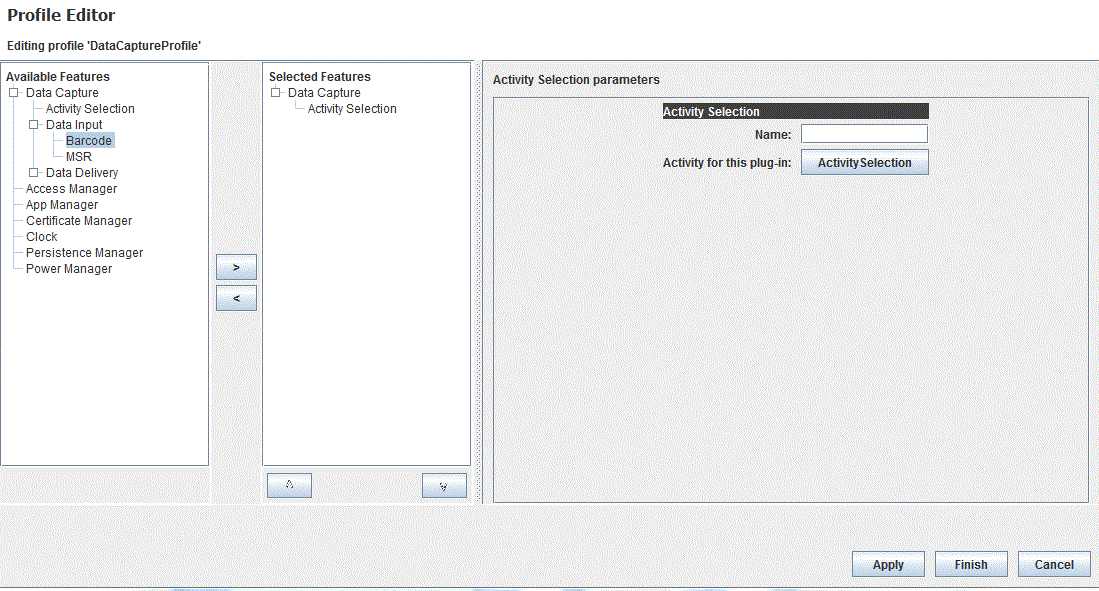 Profile Editor
Editing profile 'DataCaptureProfile'
Available Features
Data Capture
Activity Selection
Data Input
Barcode
MSR
Data Delivery
Access Manager
App Manager
Certificate Manager
Clock
Persistence Manager
Power Manager
>
<
Selected Features
Data Capture
Activity Selection
Activity Selection parameters
Activity Selection
Name:
Activity for this plug-in: ActivitySelection
Apply Finish Cancel